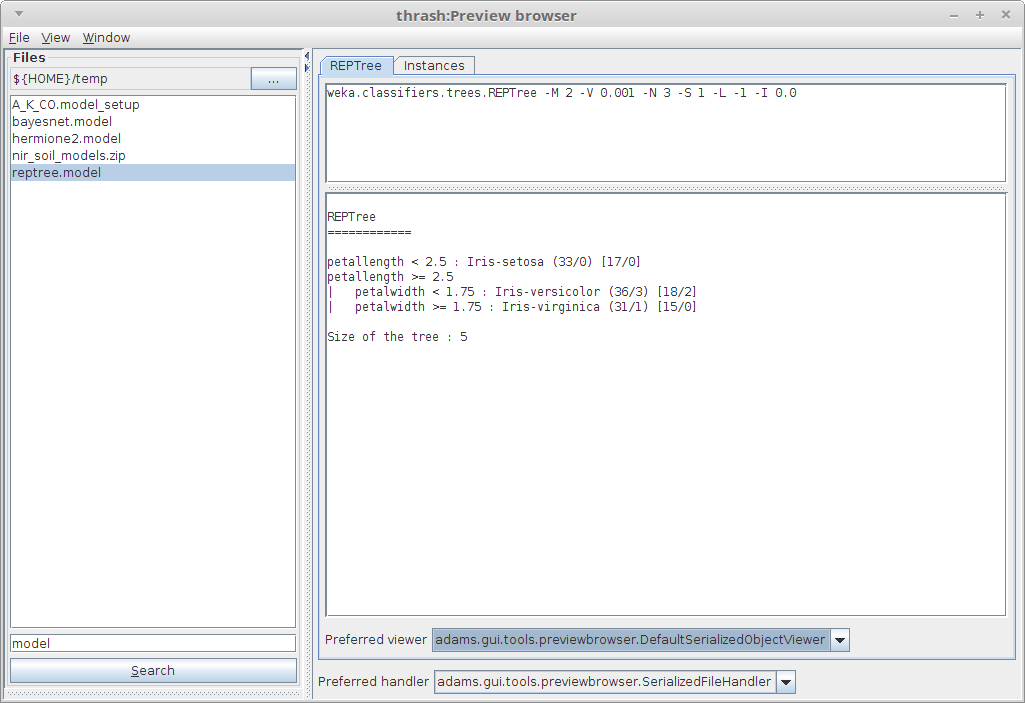 thrash:Preview browser
File View Window
Files
${HOME}/temp
...
A_K_CO.model_setup
bayesnet.model
hermione2.model
nir_soil_models.zip
reptree.model
model
Search
REPTree Instances
weka.classifiers.trees.REPTree -M 2 -V 0.001 -N 3 -S 1 -L -1 -I 0.0
REPTree
============
petallength < 2.5 : Iris-setosa (33/0) [17/0]
petallength >= 2.5
|   petalwidth < 1.75 : Iris-versicolor (36/3) [18/2]
|   petalwidth >= 1.75 : Iris-virginica (31/1) [15/0]
Size of the tree : 5
Preferred viewer adams.gui.tools.previewbrowser.DefaultSerializedObjectViewer
Preferred handler adams.gui.tools.previewbrowser.SerializedFileHandler